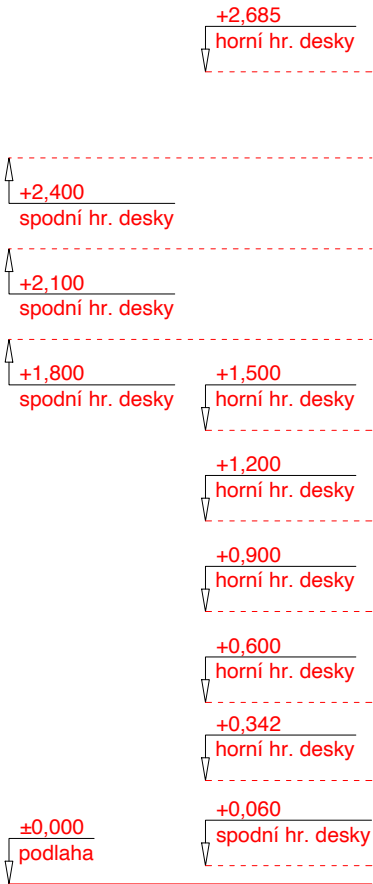 +2,685
horní hr. desky
+2,400
spodní hr. desky
+2,100
spodní hr. desky
+1,800
spodní hr. desky
+1,500
horní hr. desky
+1,200
horní hr. desky
+0,900
horní hr. desky
+0,600
horní hr. desky
+0,342
horní hr. desky
+0,060
spodní hr. desky
±0,000
podlaha